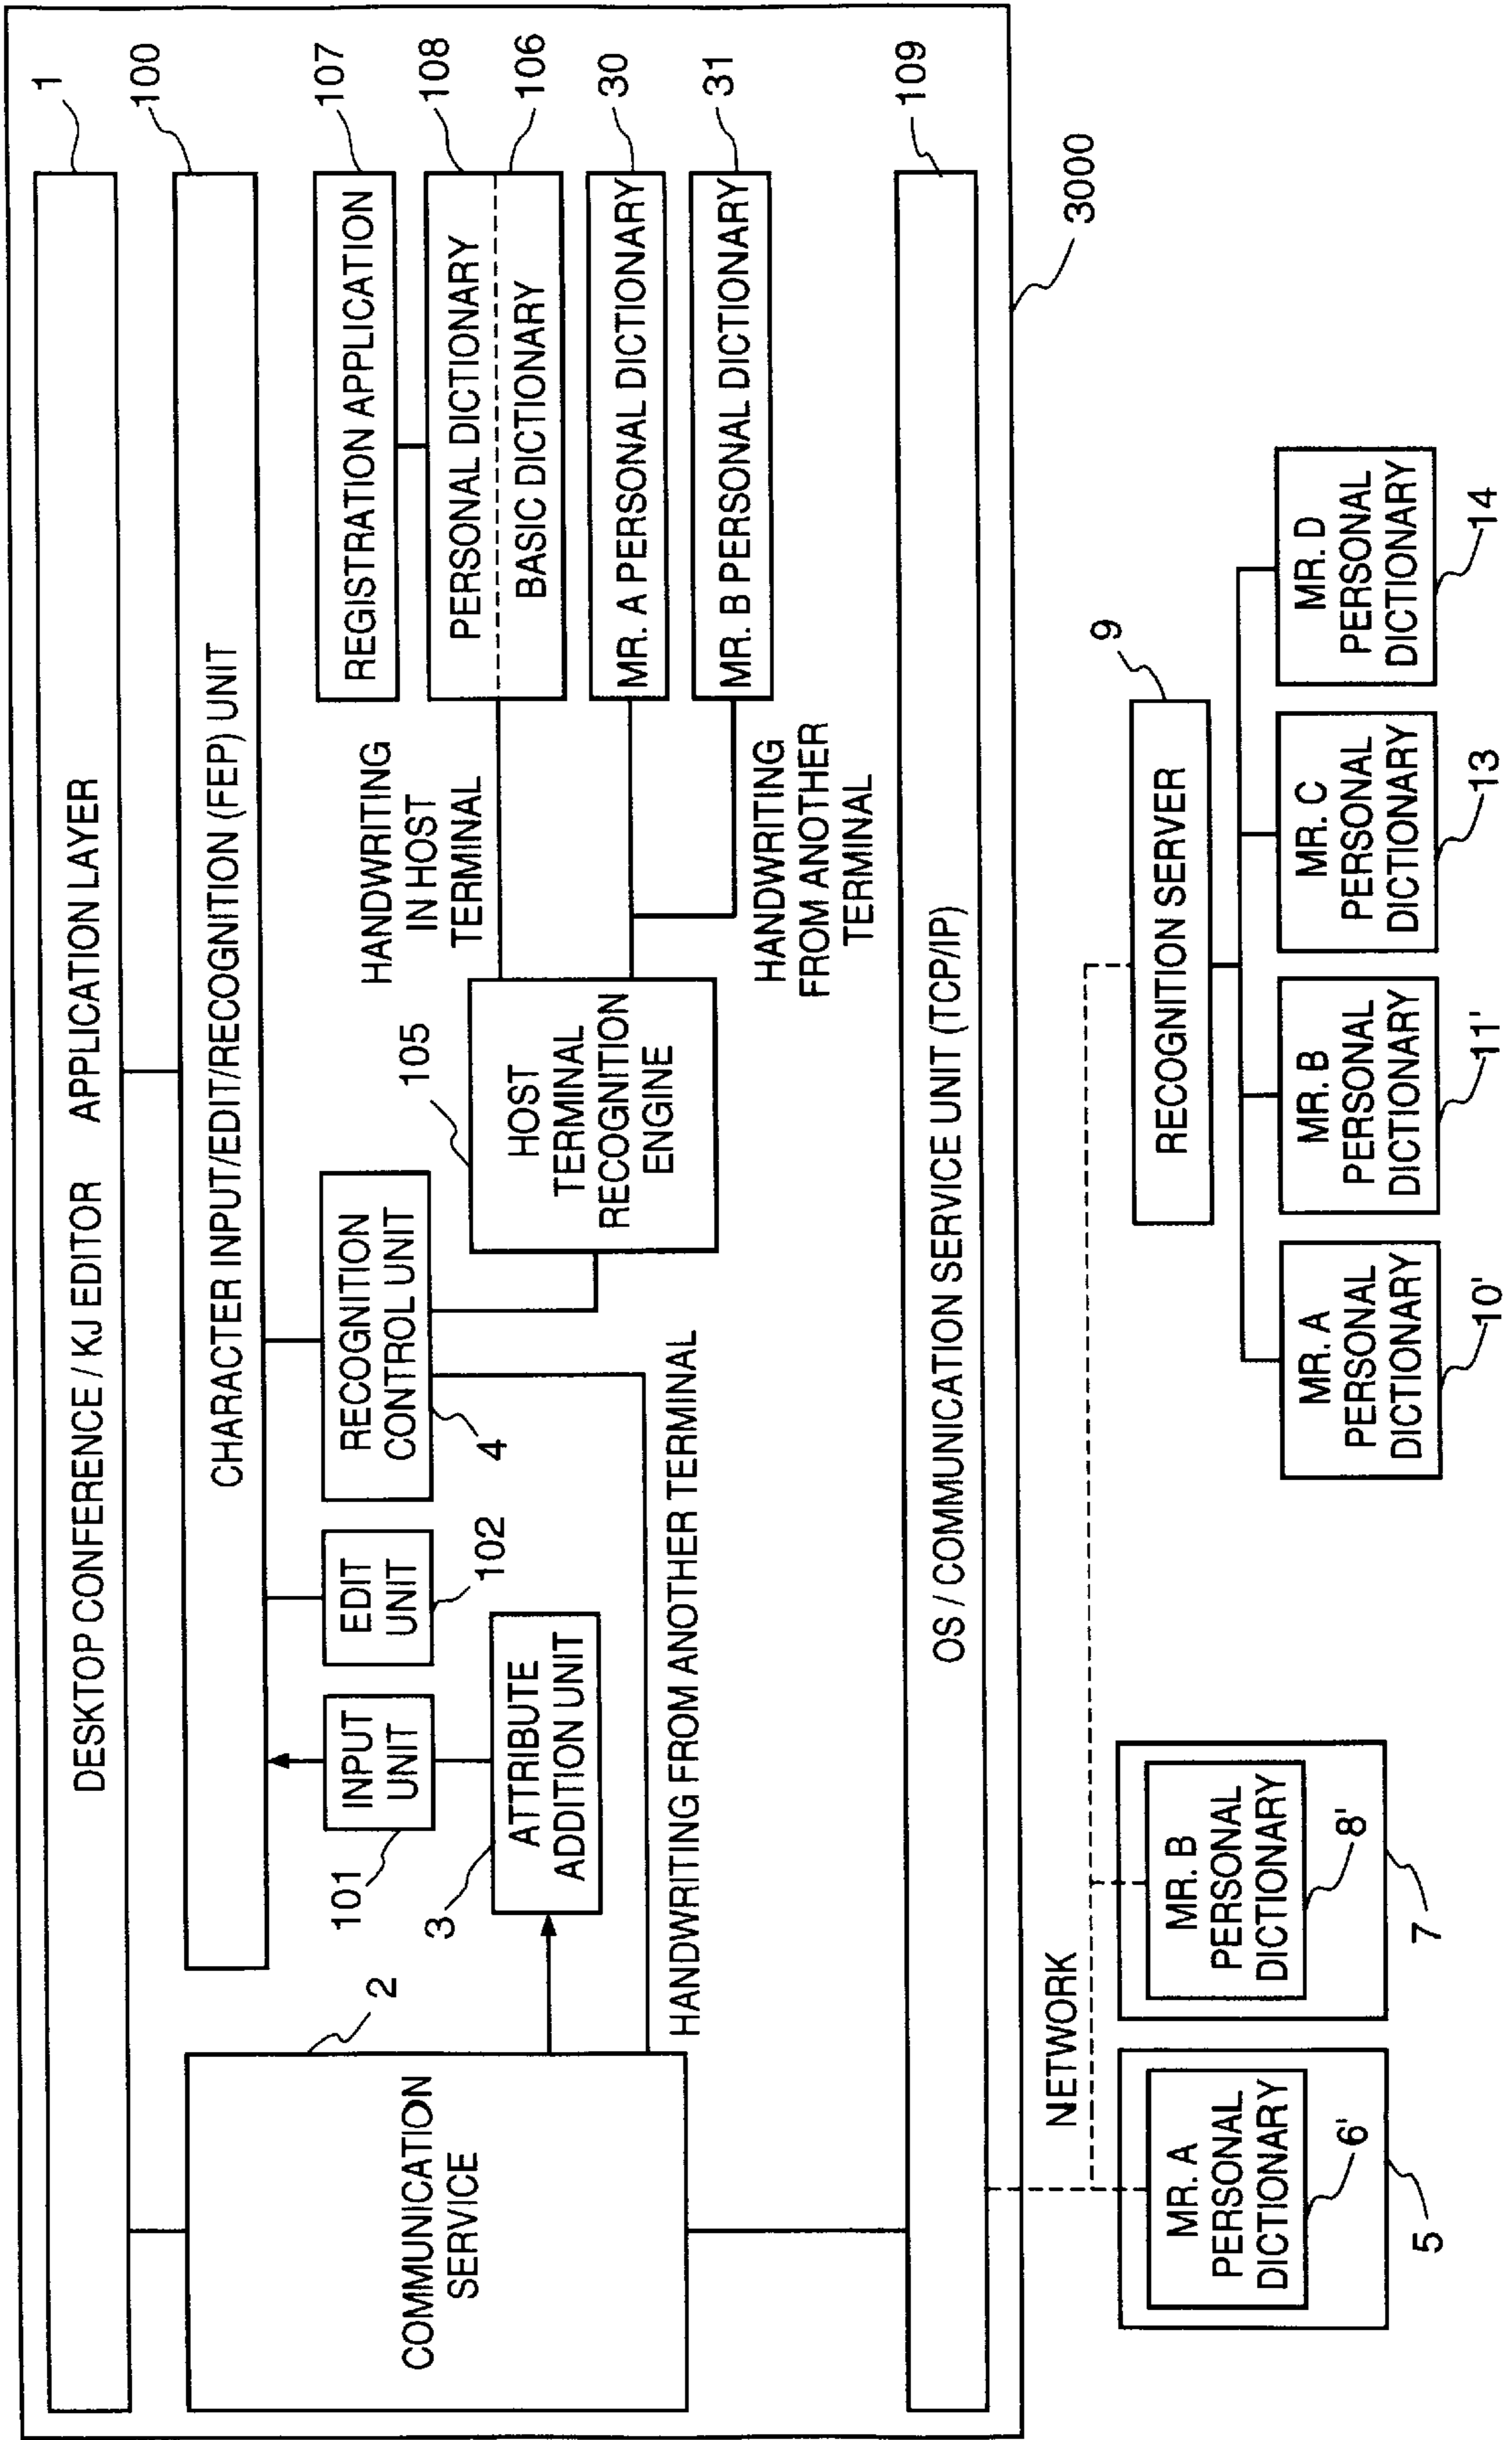 DESKTOP CONFERENCE / KJ EDITOR APPLICATION LAYER
1
CHARACTER INPUT/EDIT/RECOGNITION (FEP) UNIT
100
COMMUNICATION
SERVICE
2
INPUT
UNIT
101
EDIT
UNIT
102
RECOGNITION
CONTROL UNIT
4
ATTRIBUTE
ADDITION UNIT
3
HOST
TERMINAL
RECOGNITION
ENGINE
105
HANDWRITING
IN HOST
TERMINAL
REGISTRATION APPLICATION
107
PERSONAL DICTIONARY
108
BASIC DICTIONARY
106
MR. A PERSONAL DICTIONARY
30
MR. B PERSONAL DICTIONARY
31
HANDWRITING
FROM ANOTHER
TERMINAL
HANDWRITING FROM ANOTHER TERMINAL
OS / COMMUNICATION SERVICE UNIT (TCP/IP)
109
3000
NETWORK
MR. A
PERSONAL
DICTIONARY
6'
5
MR. B
PERSONAL
DICTIONARY
8'
7
RECOGNITION SERVER
9
MR. A
PERSONAL
DICTIONARY
10'
MR. B
PERSONAL
DICTIONARY
11'
MR. C
PERSONAL
DICTIONARY
13
MR. D
PERSONAL
DICTIONARY
14